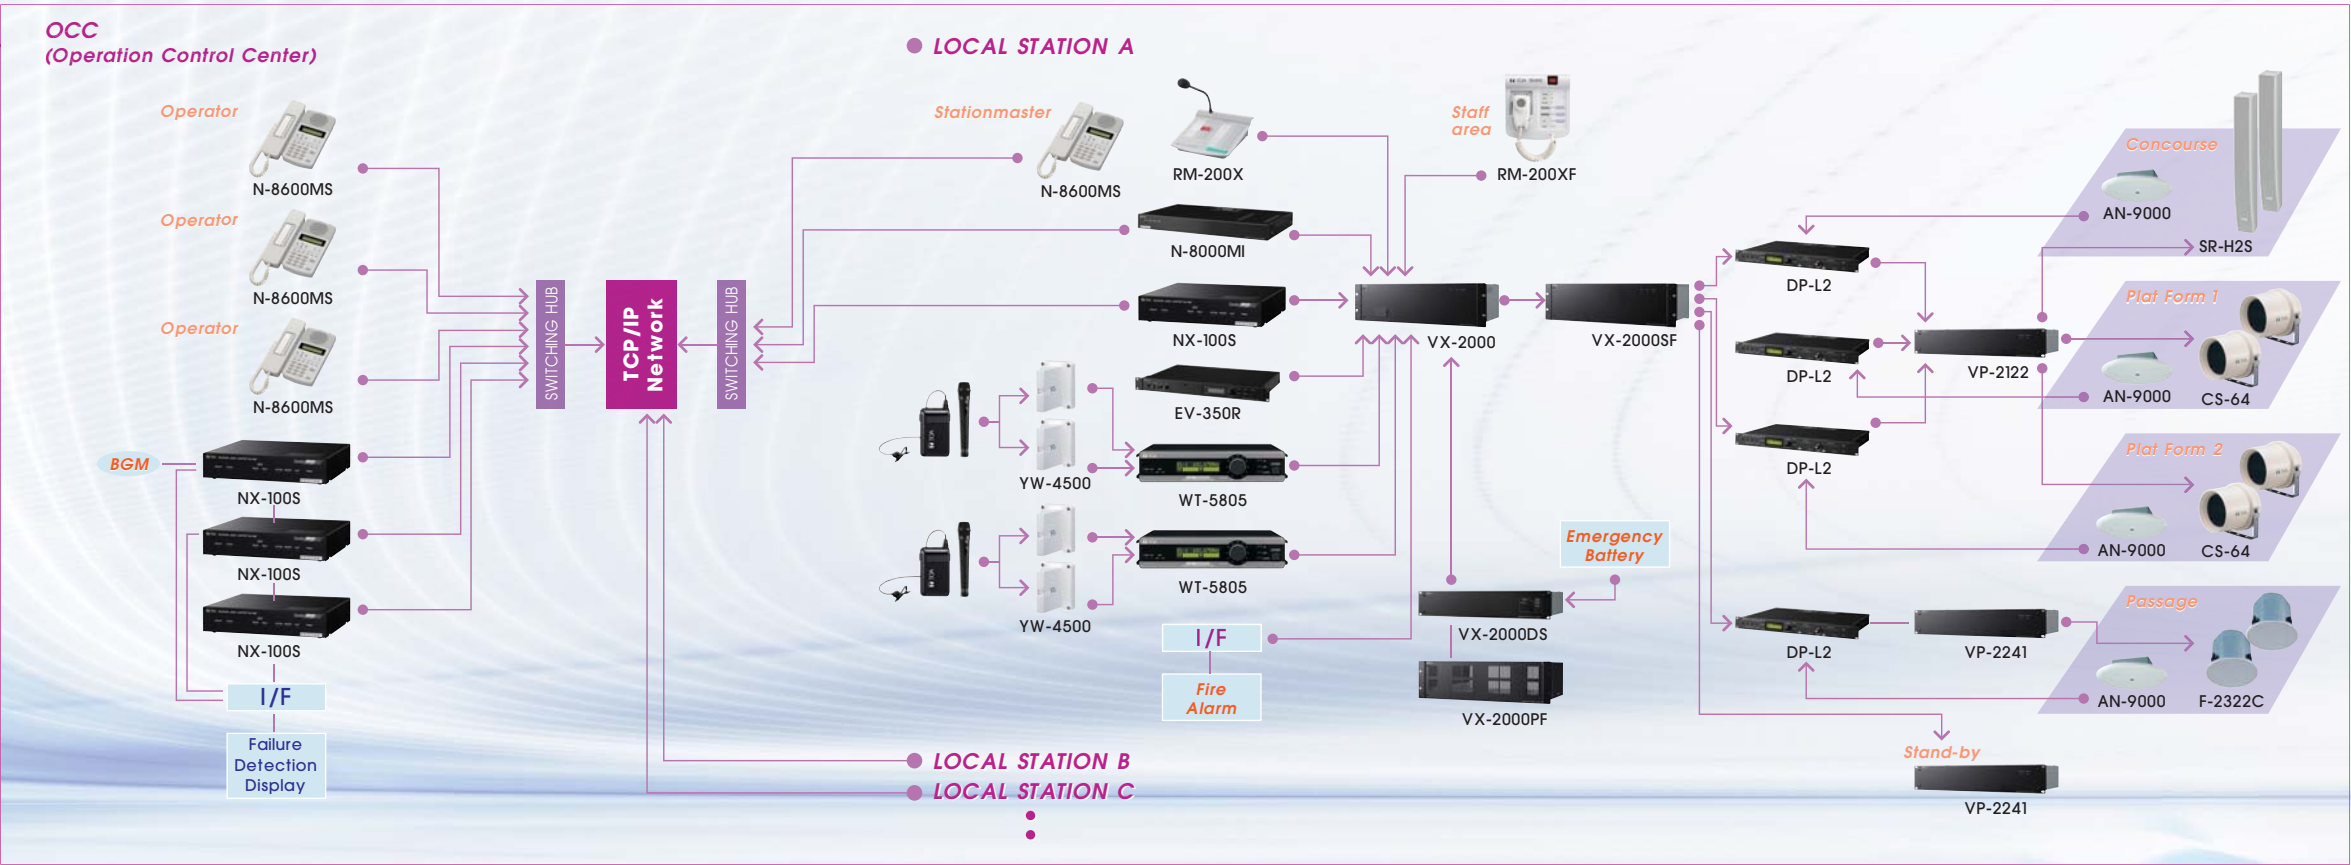 OCC
(Operation Control Center)
Operator
N-8600MS
Operator
N-8600MS
Operator
N-8600MS
BGM
NX-100S
NX-100S
NX-100S
I/F
Failure
Detection
Display
SWITCHING HUB
TCP/IP
Network
SWITCHING HUB
LOCAL STATION A
Stationmaster
N-8600MS
RM-200X
Staff
area
RM-200XF
N-8000MI
NX-100S
EV-350R
YW-4500
WT-5805
YW-4500
WT-5805
I/F
Fire
Alarm
VX-2000
VX-2000SF
Emergency
Battery
VX-2000DS
VX-2000PF
DP-L2
DP-L2
DP-L2
DP-L2
VP-2122
VP-2241
Stand-by
VP-2241
Concourse
AN-9000
SR-H2S
Plat Form 1
AN-9000
CS-64
Plat Form 2
AN-9000
CS-64
Passage
AN-9000
F-2322C
LOCAL STATION B
LOCAL STATION C